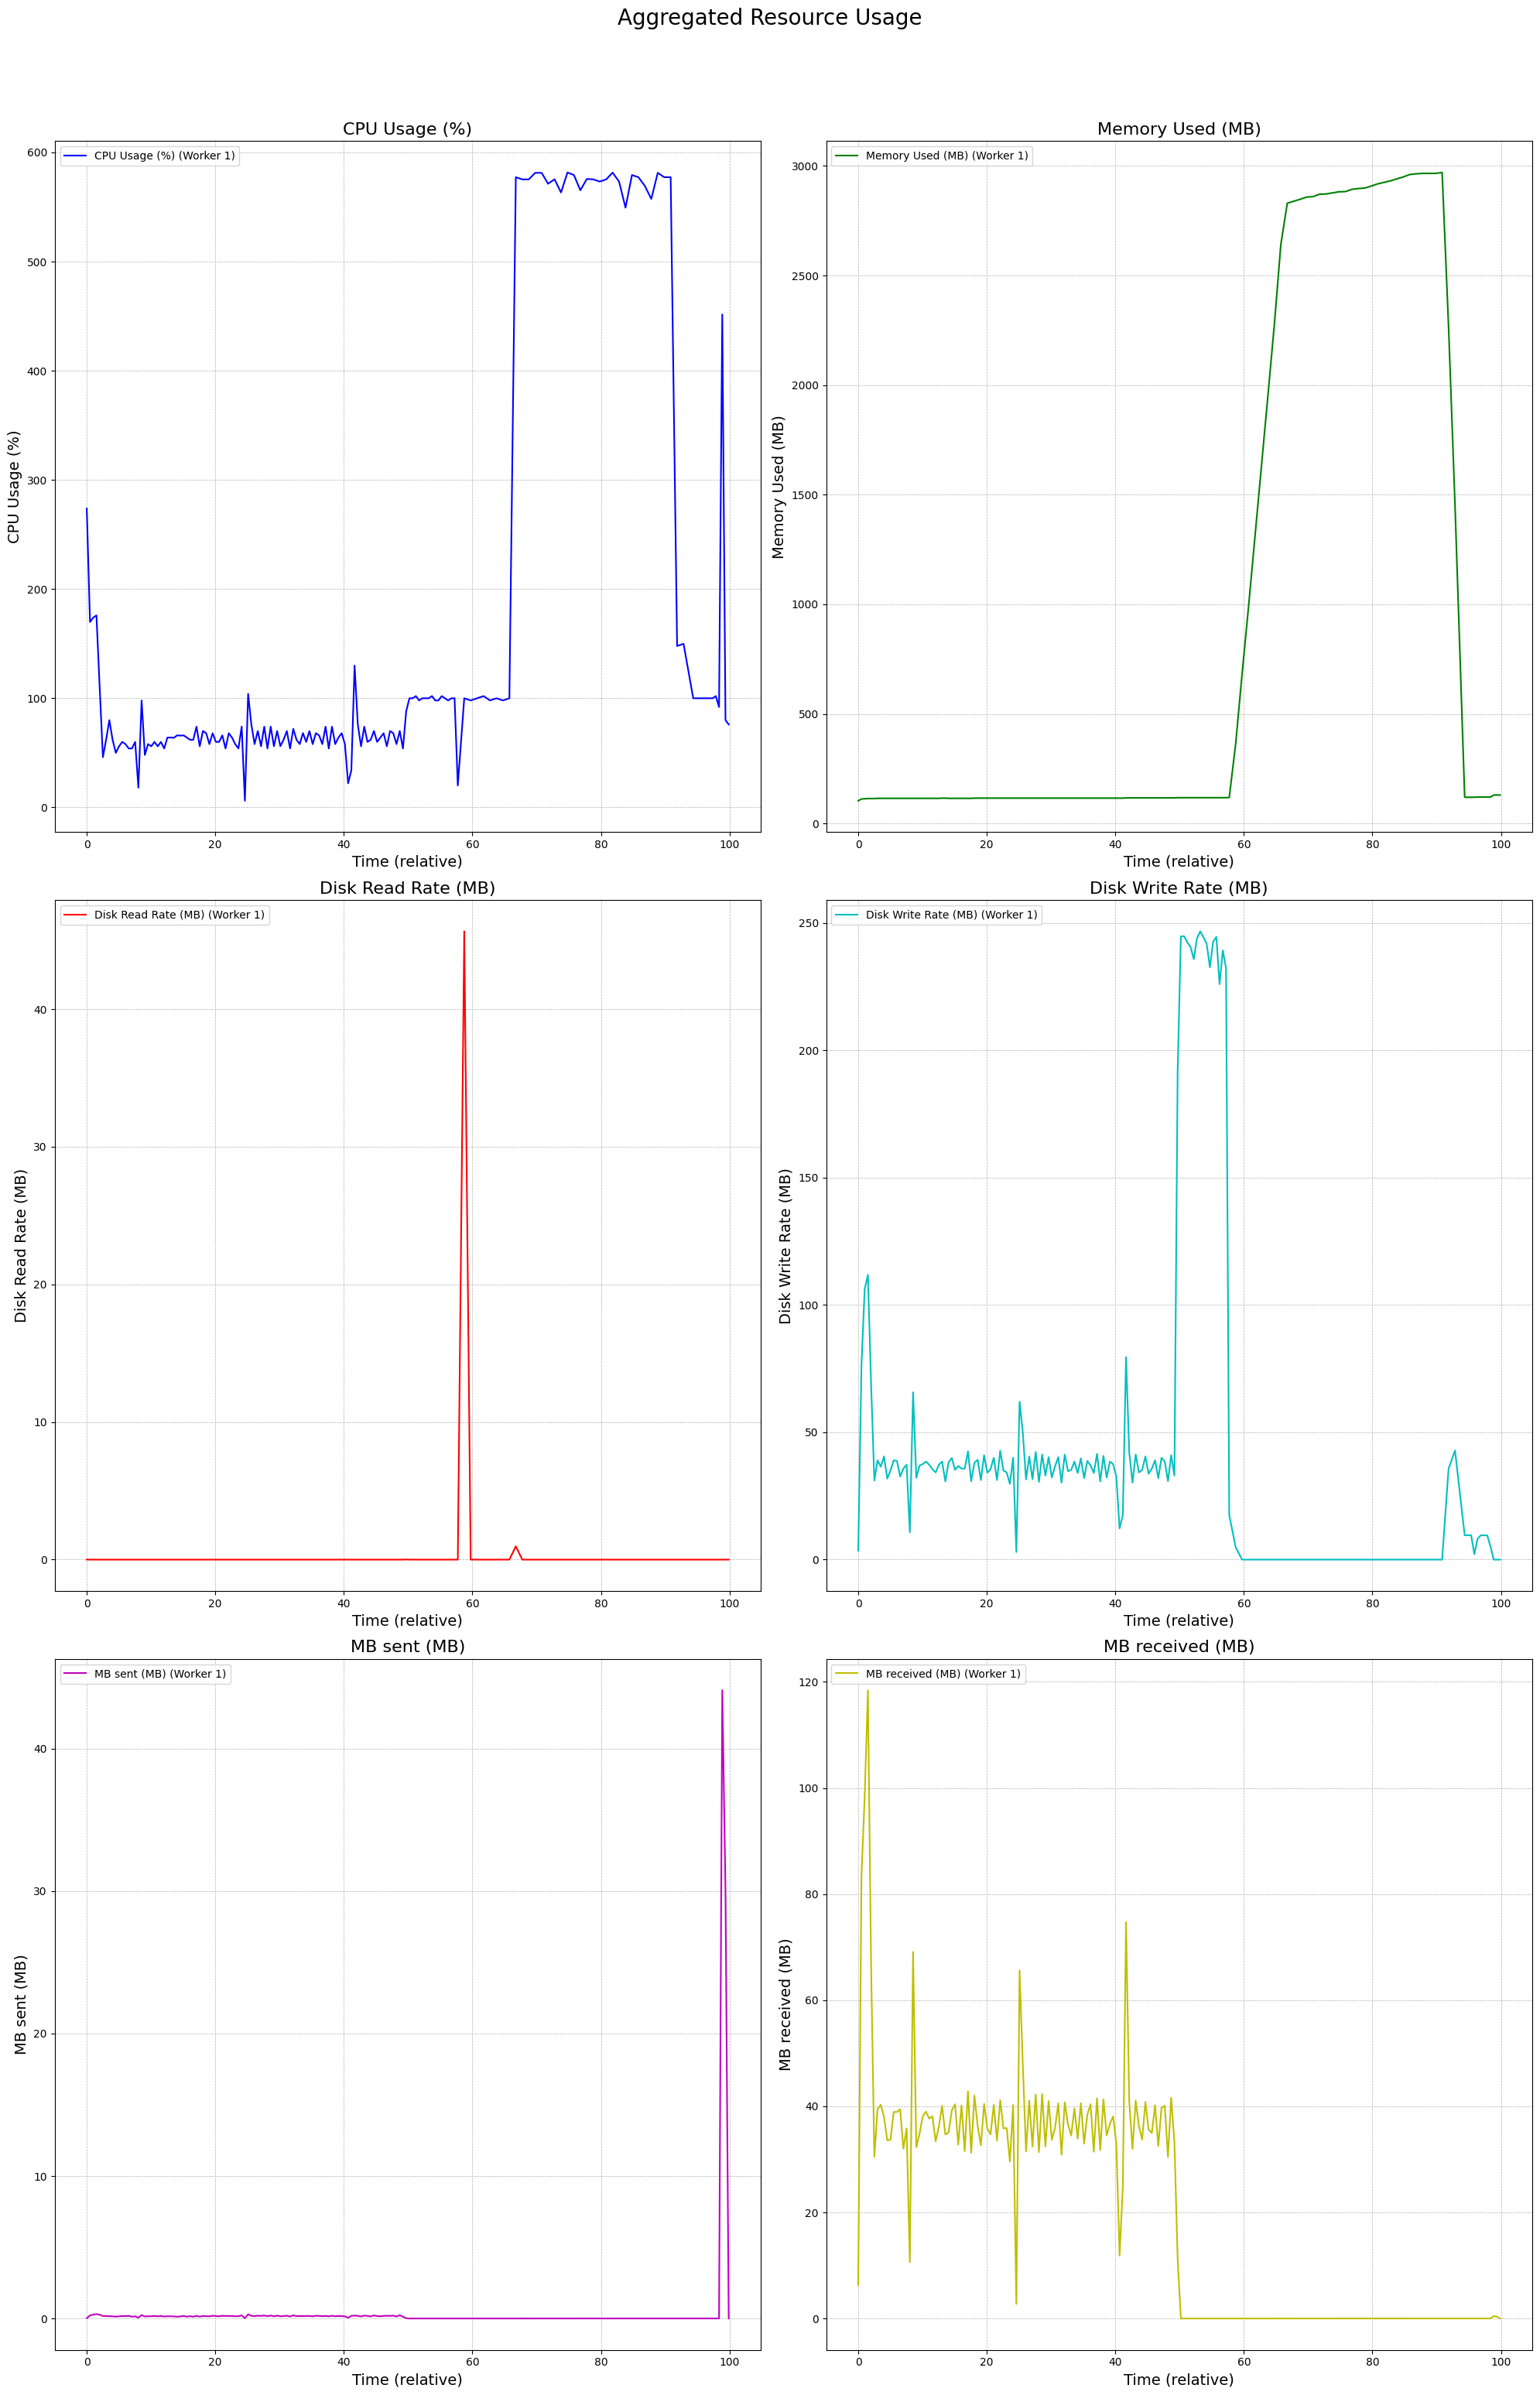 Aggregated Resource Usage
CPU Usage (%)
CPU Usage (%) (Worker 1)
CPU Usage (%)
600
500
400
300
200
100
0
0 20 40 60 80 100
Time (relative)
Memory Used (MB)
Memory Used (MB) (Worker 1)
Memory Used (MB)
3000
2500
2000
1500
1000
500
0
0 20 40 60 80 100
Time (relative)
Disk Read Rate (MB)
Disk Read Rate (MB) (Worker 1)
Disk Read Rate (MB)
40
30
20
10
0
0 20 40 60 80 100
Time (relative)
Disk Write Rate (MB)
Disk Write Rate (MB) (Worker 1)
Disk Write Rate (MB)
250
200
150
100
50
0
0 20 40 60 80 100
Time (relative)
MB sent (MB)
MB sent (MB) (Worker 1)
MB sent (MB)
40
30
20
10
0
0 20 40 60 80 100
Time (relative)
MB received (MB)
MB received (MB) (Worker 1)
MB received (MB)
120
100
80
60
40
20
0
0 20 40 60 80 100
Time (relative)